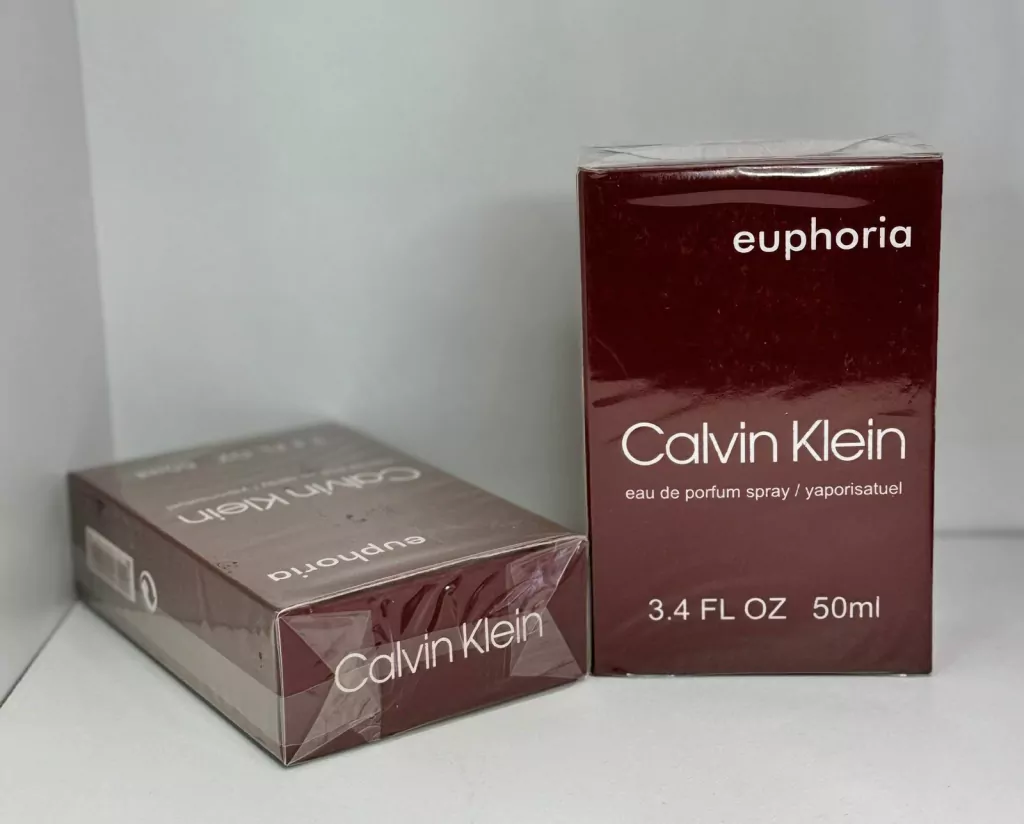 euphoria
Calvin Klein
eau de porfum spray / yaporisatuel
3.4 FL OZ 50ml
Calvin Klein
euphoria
Calvin Klein